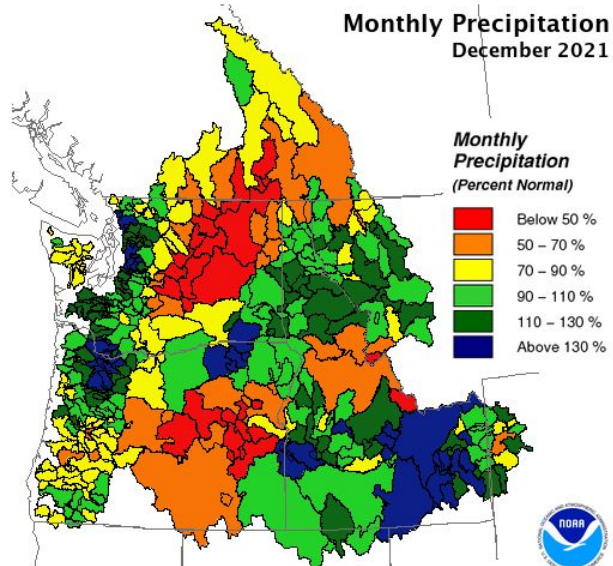 Monthly Precipitation
December 2021
Monthly
Precipitation
(Percent Normal)
Below 50 %
50 – 70 %
70 – 90 %
90 – 110 %
110 – 130 %
Above 130 %
NOAA